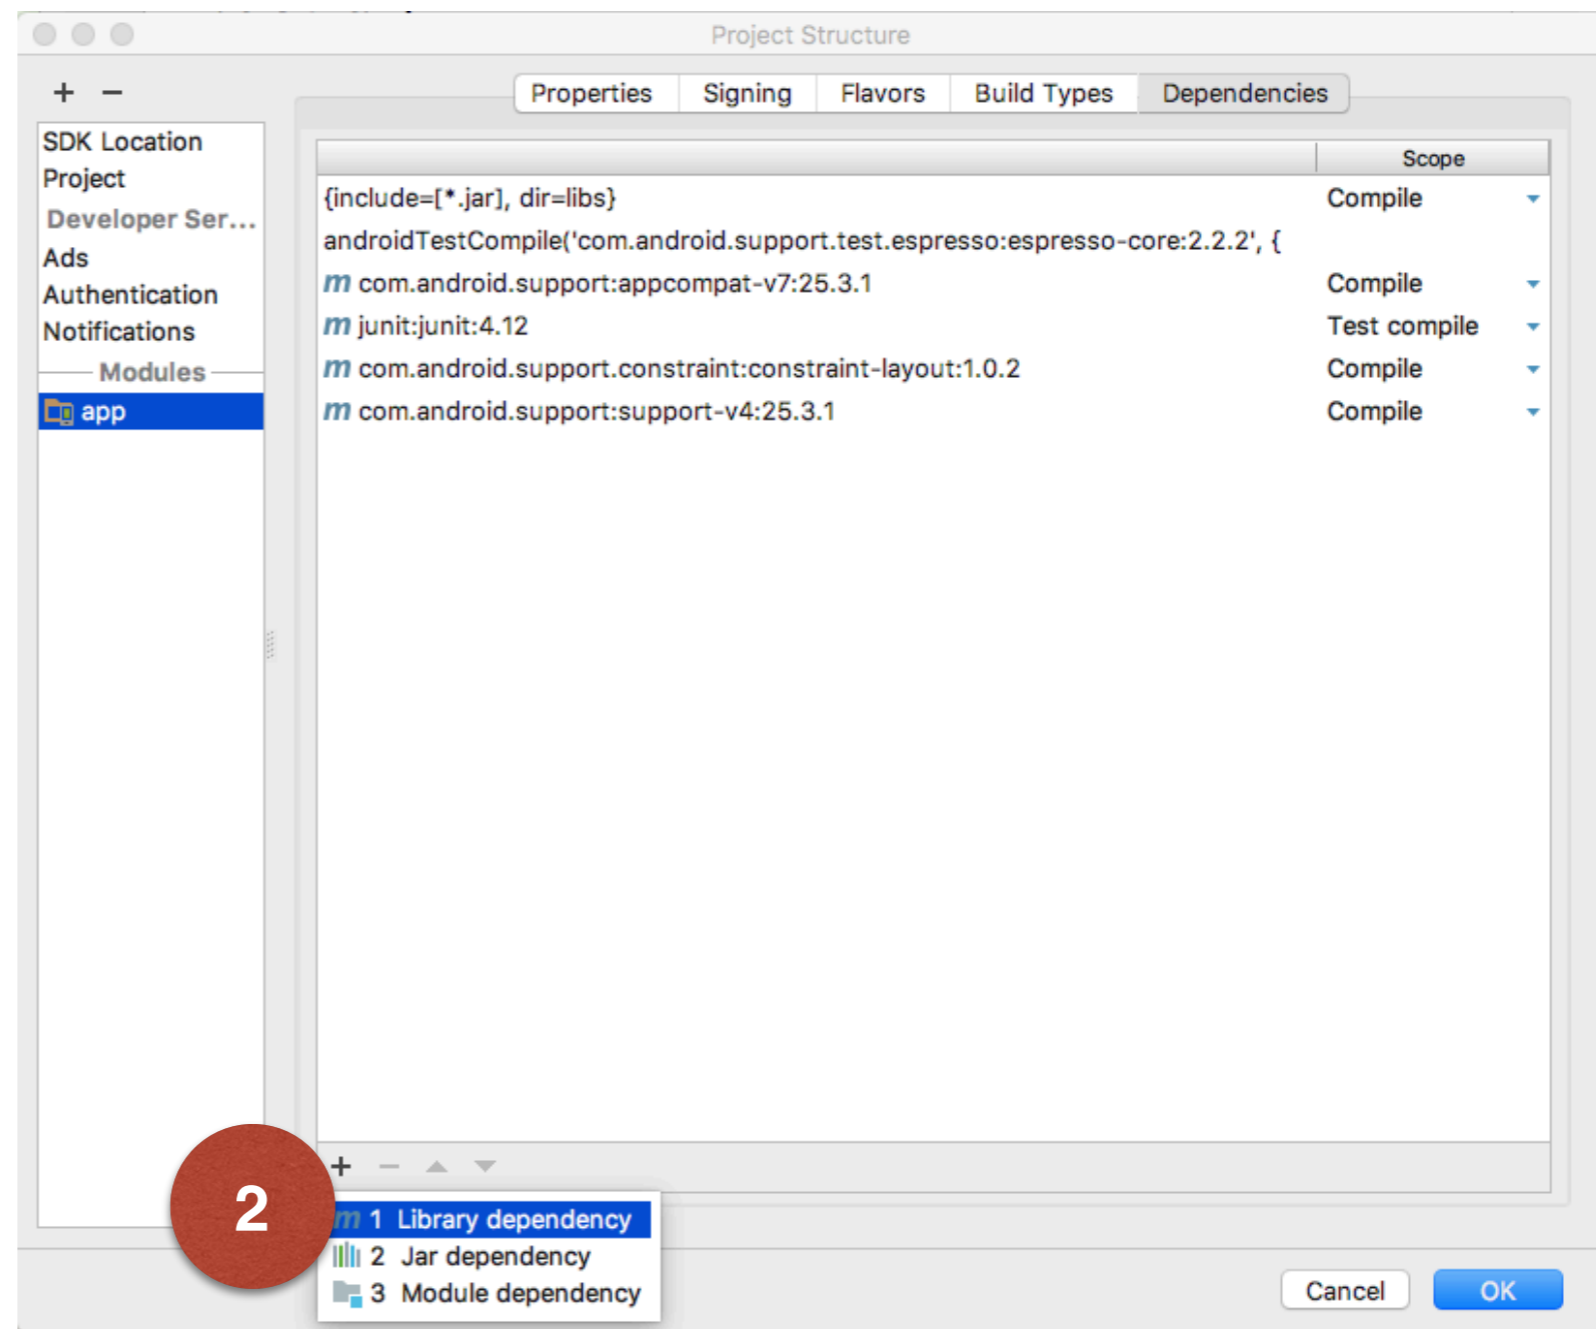 Project Structure
+ −
Properties Signing Flavors Build Types Dependencies
SDK Location
Project
Developer Ser...
Ads
Authentication
Notifications
Modules
app
Scope
{include=[*.jar], dir=libs} Compile
androidTestCompile('com.android.support.test.espresso:espresso-core:2.2.2', {
m com.android.support:appcompat-v7:25.3.1 Compile
m junit:junit:4.12 Test compile
m com.android.support.constraint:constraint-layout:1.0.2 Compile
m com.android.support:support-v4:25.3.1 Compile
+ −
2
m 1 Library dependency
2 Jar dependency
3 Module dependency
Cancel OK